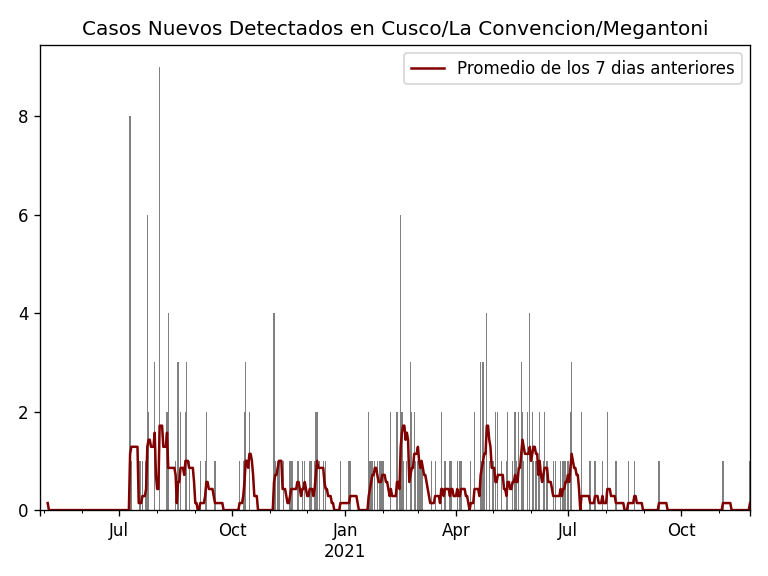 Casos Nuevos Detectados en Cusco/La Convencion/Megantoni
Promedio de los 7 dias anteriores
8
6
4
2
0
Jul
Oct
Jan
2021
Apr
Jul
Oct